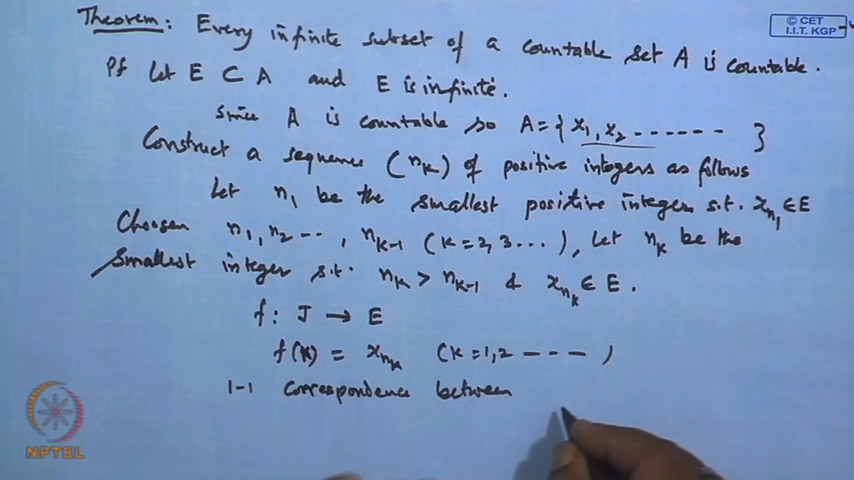 Theorem: Every infinite subset of a countable set A is countable.
© CET
I.I.T. KGP
Pf Let E ⊂ A and E is infinite.
Since A is countable so A = { x₁, x₂ ------ }
Construct a sequence (nₖ) of positive integers as follows
Let n₁ be the smallest positive integer s.t. xₙ₁ ∈ E
Choosen n₁, n₂ --, nₖ₋₁ (k=2,3...), Let nₖ be the
smallest integer s.t. nₖ > nₖ₋₁ & xₙₖ ∈ E.
f: J → E
f(k) = xₙₖ (k=1,2 ----)
1-1 correspondence between
NPTEL